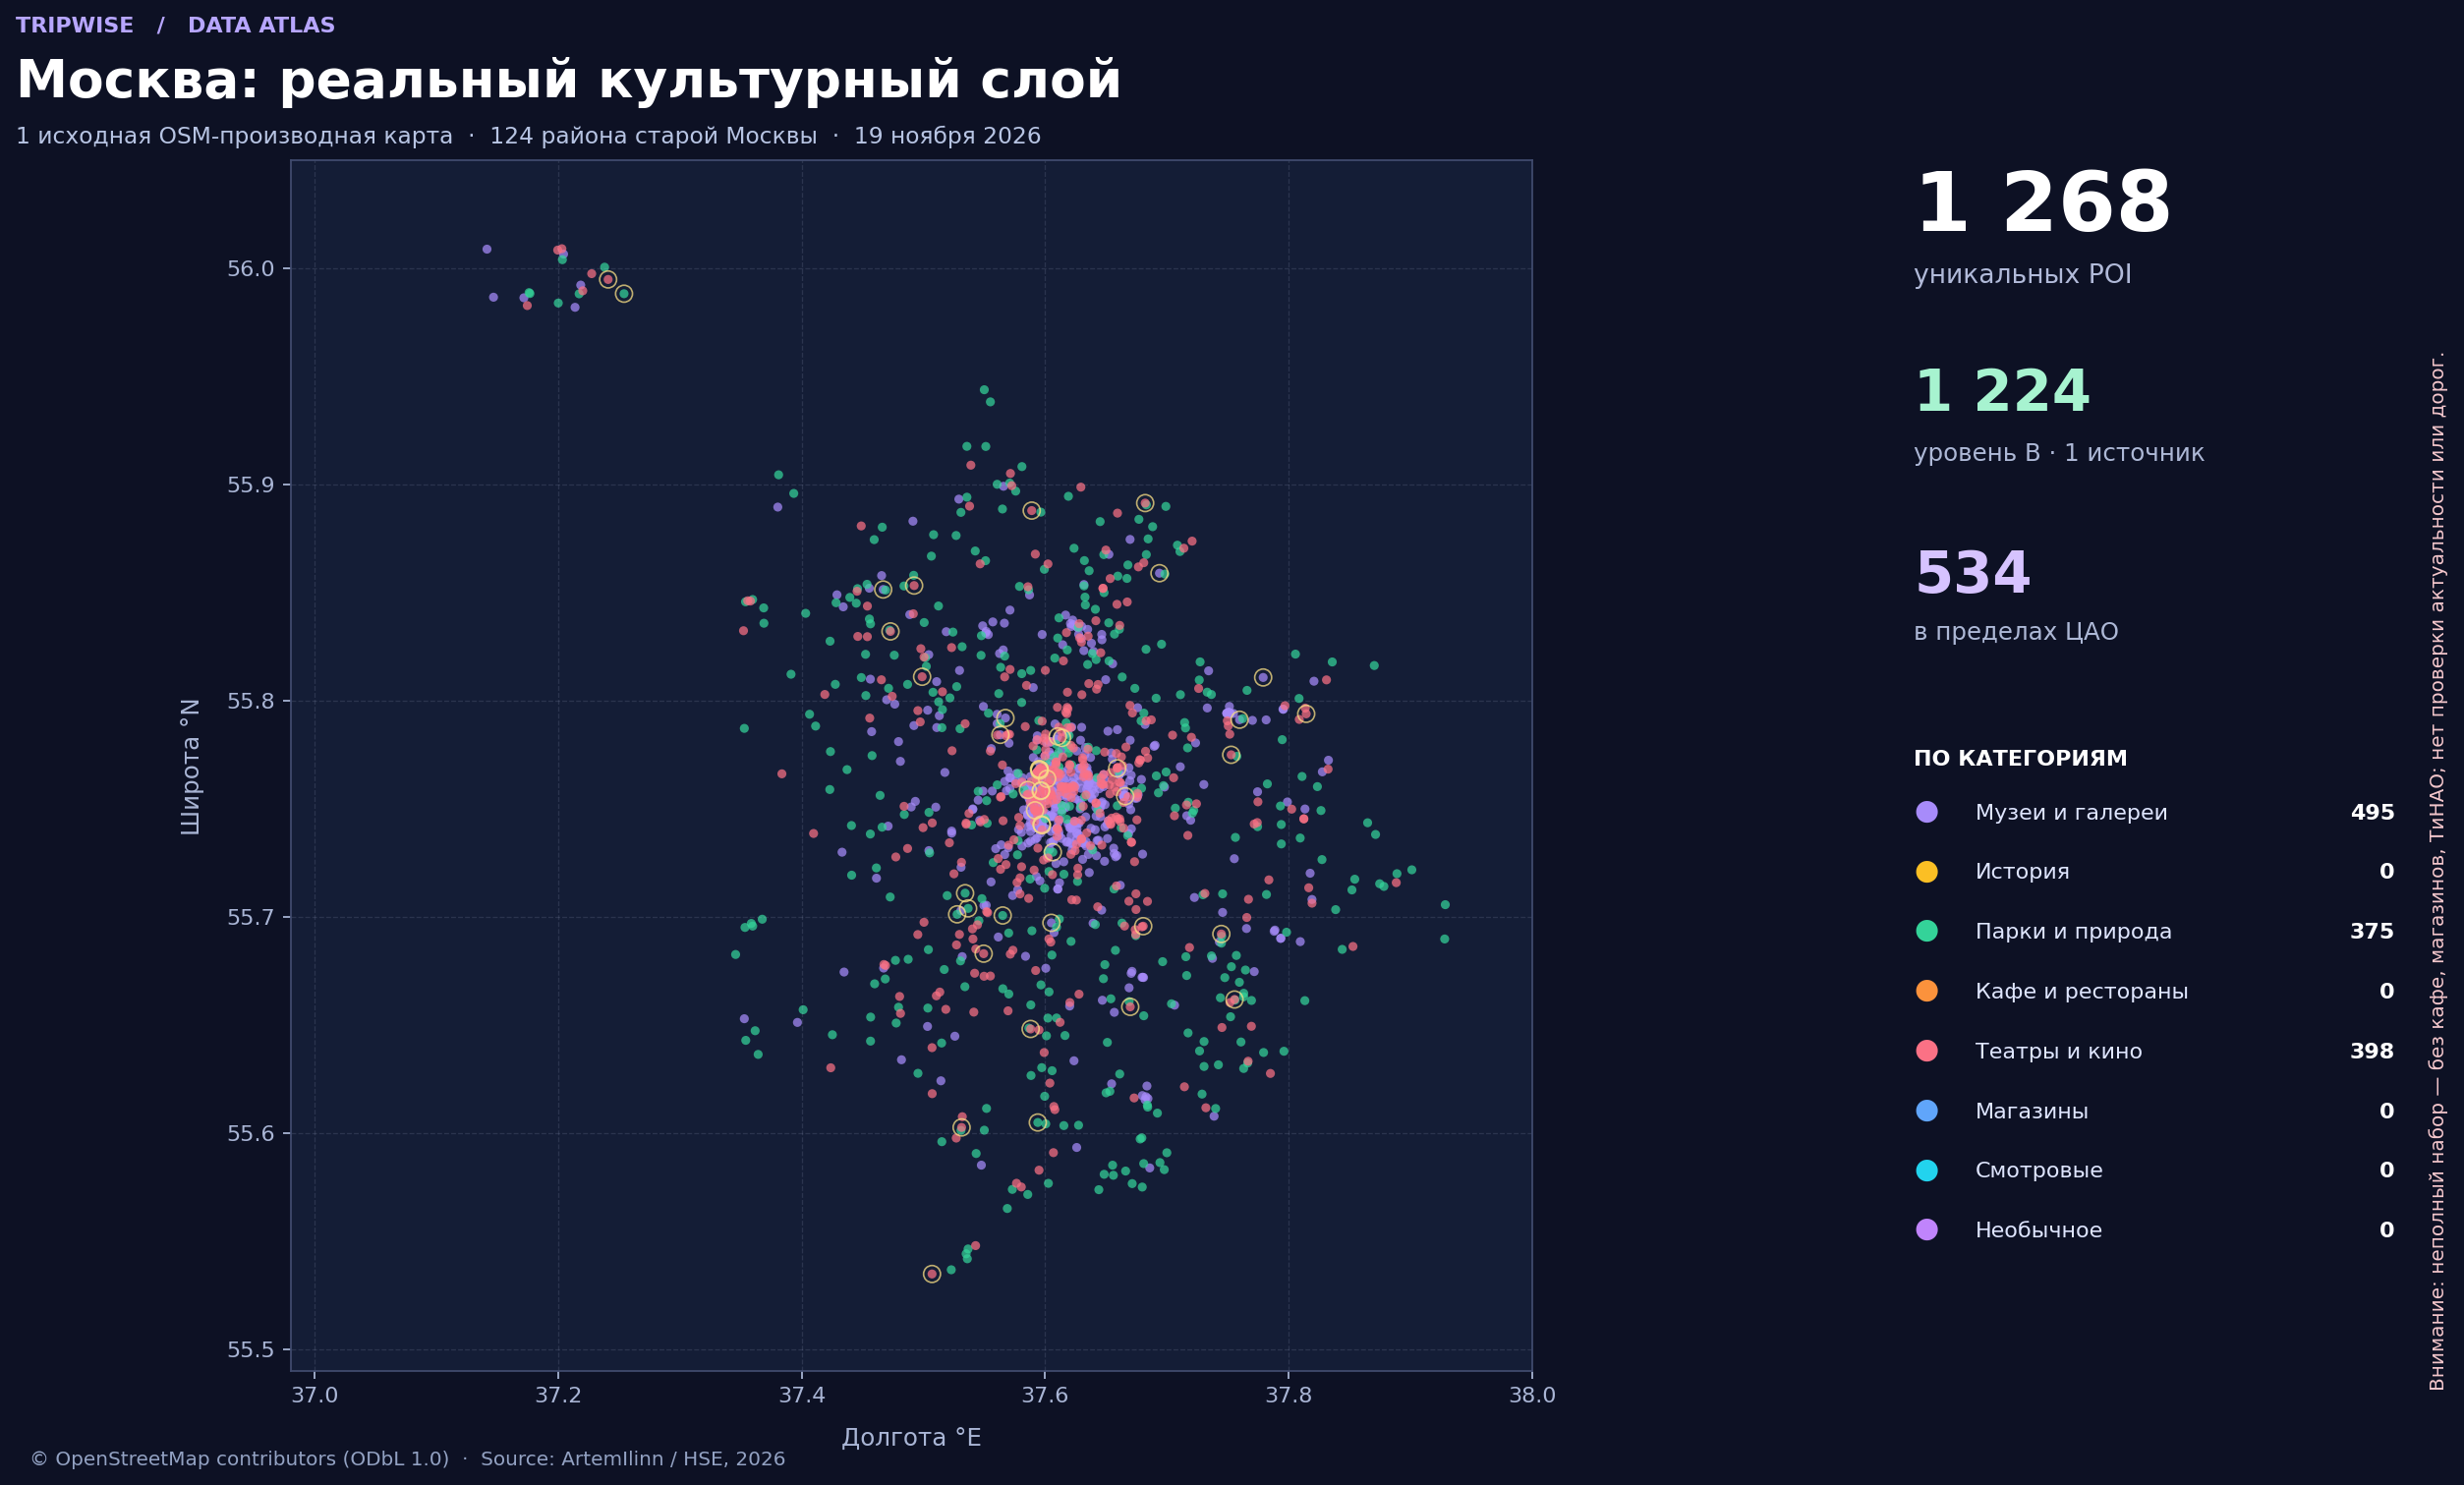 TRIPWISE / DATA ATLAS
Москва: реальный культурный слой
1 исходная OSM-производная карта · 124 района старой Москвы · 19 ноября 2026
1 268
уникальных POI
1 224
уровень B · 1 источник
534
в пределах ЦАО
ПО КАТЕГОРИЯМ
Музеи и галереи 495
История 0
Парки и природа 375
Кафе и рестораны 0
Театры и кино 398
Магазины 0
Смотровые 0
Необычное 0
Внимание: неполный набор — без кафе, магазинов, ТиНАО; нет проверки актуальности или дорог.
Широта °N
56.0
55.9
55.8
55.7
55.6
55.5
37.0 37.2 37.4 37.6 37.8 38.0
Долгота °E
© OpenStreetMap contributors (ODbL 1.0) · Source: ArtemIlinn / HSE, 2026